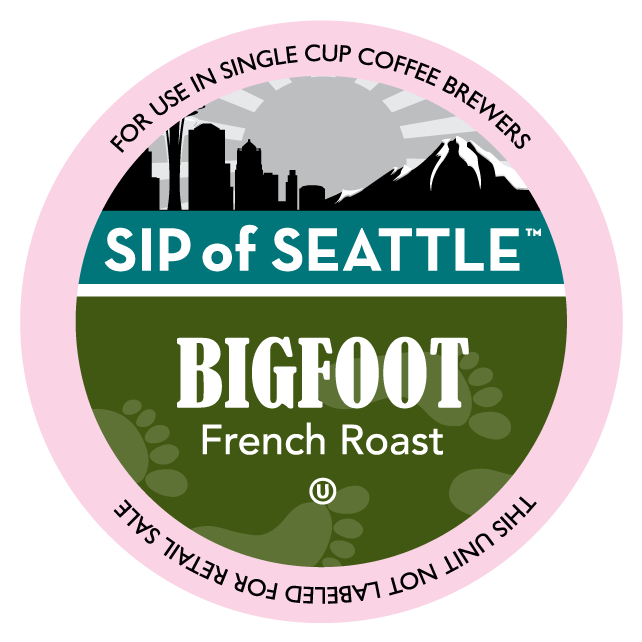 FOR USE IN SINGLE CUP COFFEE BREWERS
SIP of SEATTLE™
BIGFOOT
French Roast
U
THIS UNIT NOT LABELED FOR RETAIL SALE